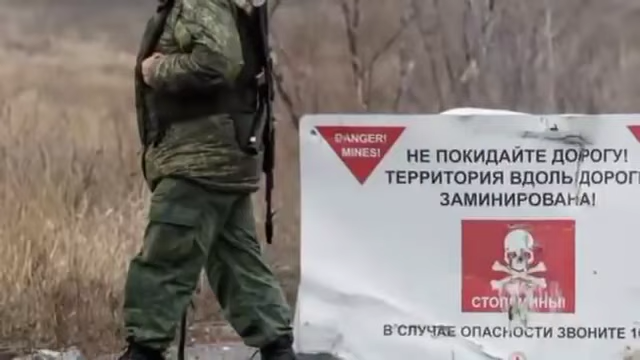 DANGER!
MINES!
НЕ ПОКИДАЙТЕ ДОРОГУ!
ТЕРРИТОРИЯ ВДОЛЬ ДОРОГ
ЗАМИНИРОВАНА!
В СЛУЧАЕ ОПАСНОСТИ ЗВОНИТЕ